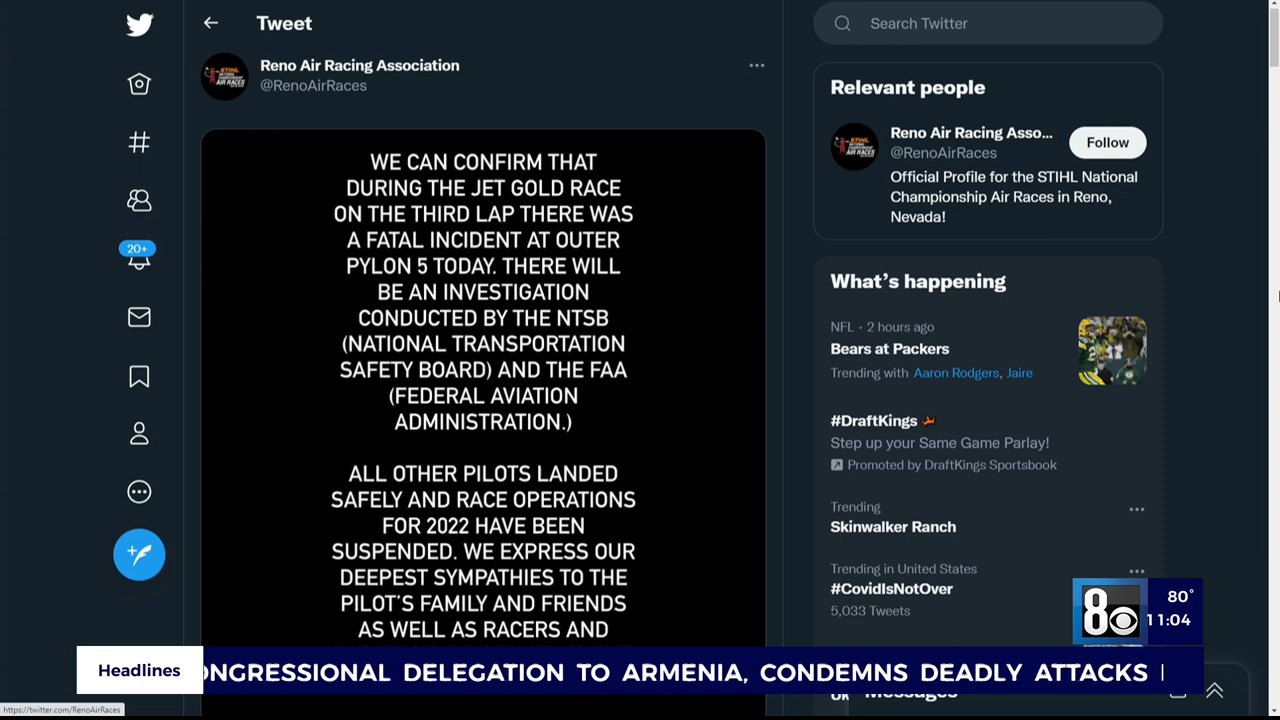 Tweet
Reno Air Racing Association
@RenoAirRaces
WE CAN CONFIRM THAT
DURING THE JET GOLD RACE
ON THE THIRD LAP THERE WAS
A FATAL INCIDENT AT OUTER
PYLON 5 TODAY. THERE WILL
BE AN INVESTIGATION
CONDUCTED BY THE NTSB
(NATIONAL TRANSPORTATION
SAFETY BOARD) AND THE FAA
(FEDERAL AVIATION
ADMINISTRATION.)
ALL OTHER PILOTS LANDED
SAFELY AND RACE OPERATIONS
FOR 2022 HAVE BEEN
SUSPENDED. WE EXPRESS OUR
DEEPEST SYMPATHIES TO THE
PILOT'S FAMILY AND FRIENDS
AS WELL AS RACERS AND
20+
Search Twitter
Relevant people
Reno Air Racing Asso...
@RenoAirRaces
Follow
Official Profile for the STIHL National
Championship Air Races in Reno,
Nevada!
What's happening
NFL · 2 hours ago
Bears at Packers
Trending with Aaron Rodgers, Jaire
#DraftKings
Step up your Same Game Parlay!
Promoted by DraftKings Sportsbook
Trending
Skinwalker Ranch
Trending in United States
#CovidIsNotOver
5,033 Tweets
8
80°
11:04
Headlines
ONGRESSIONAL DELEGATION TO ARMENIA, CONDEMNS DEADLY ATTACKS
Messages
https://twitter.com/RenoAirRaces